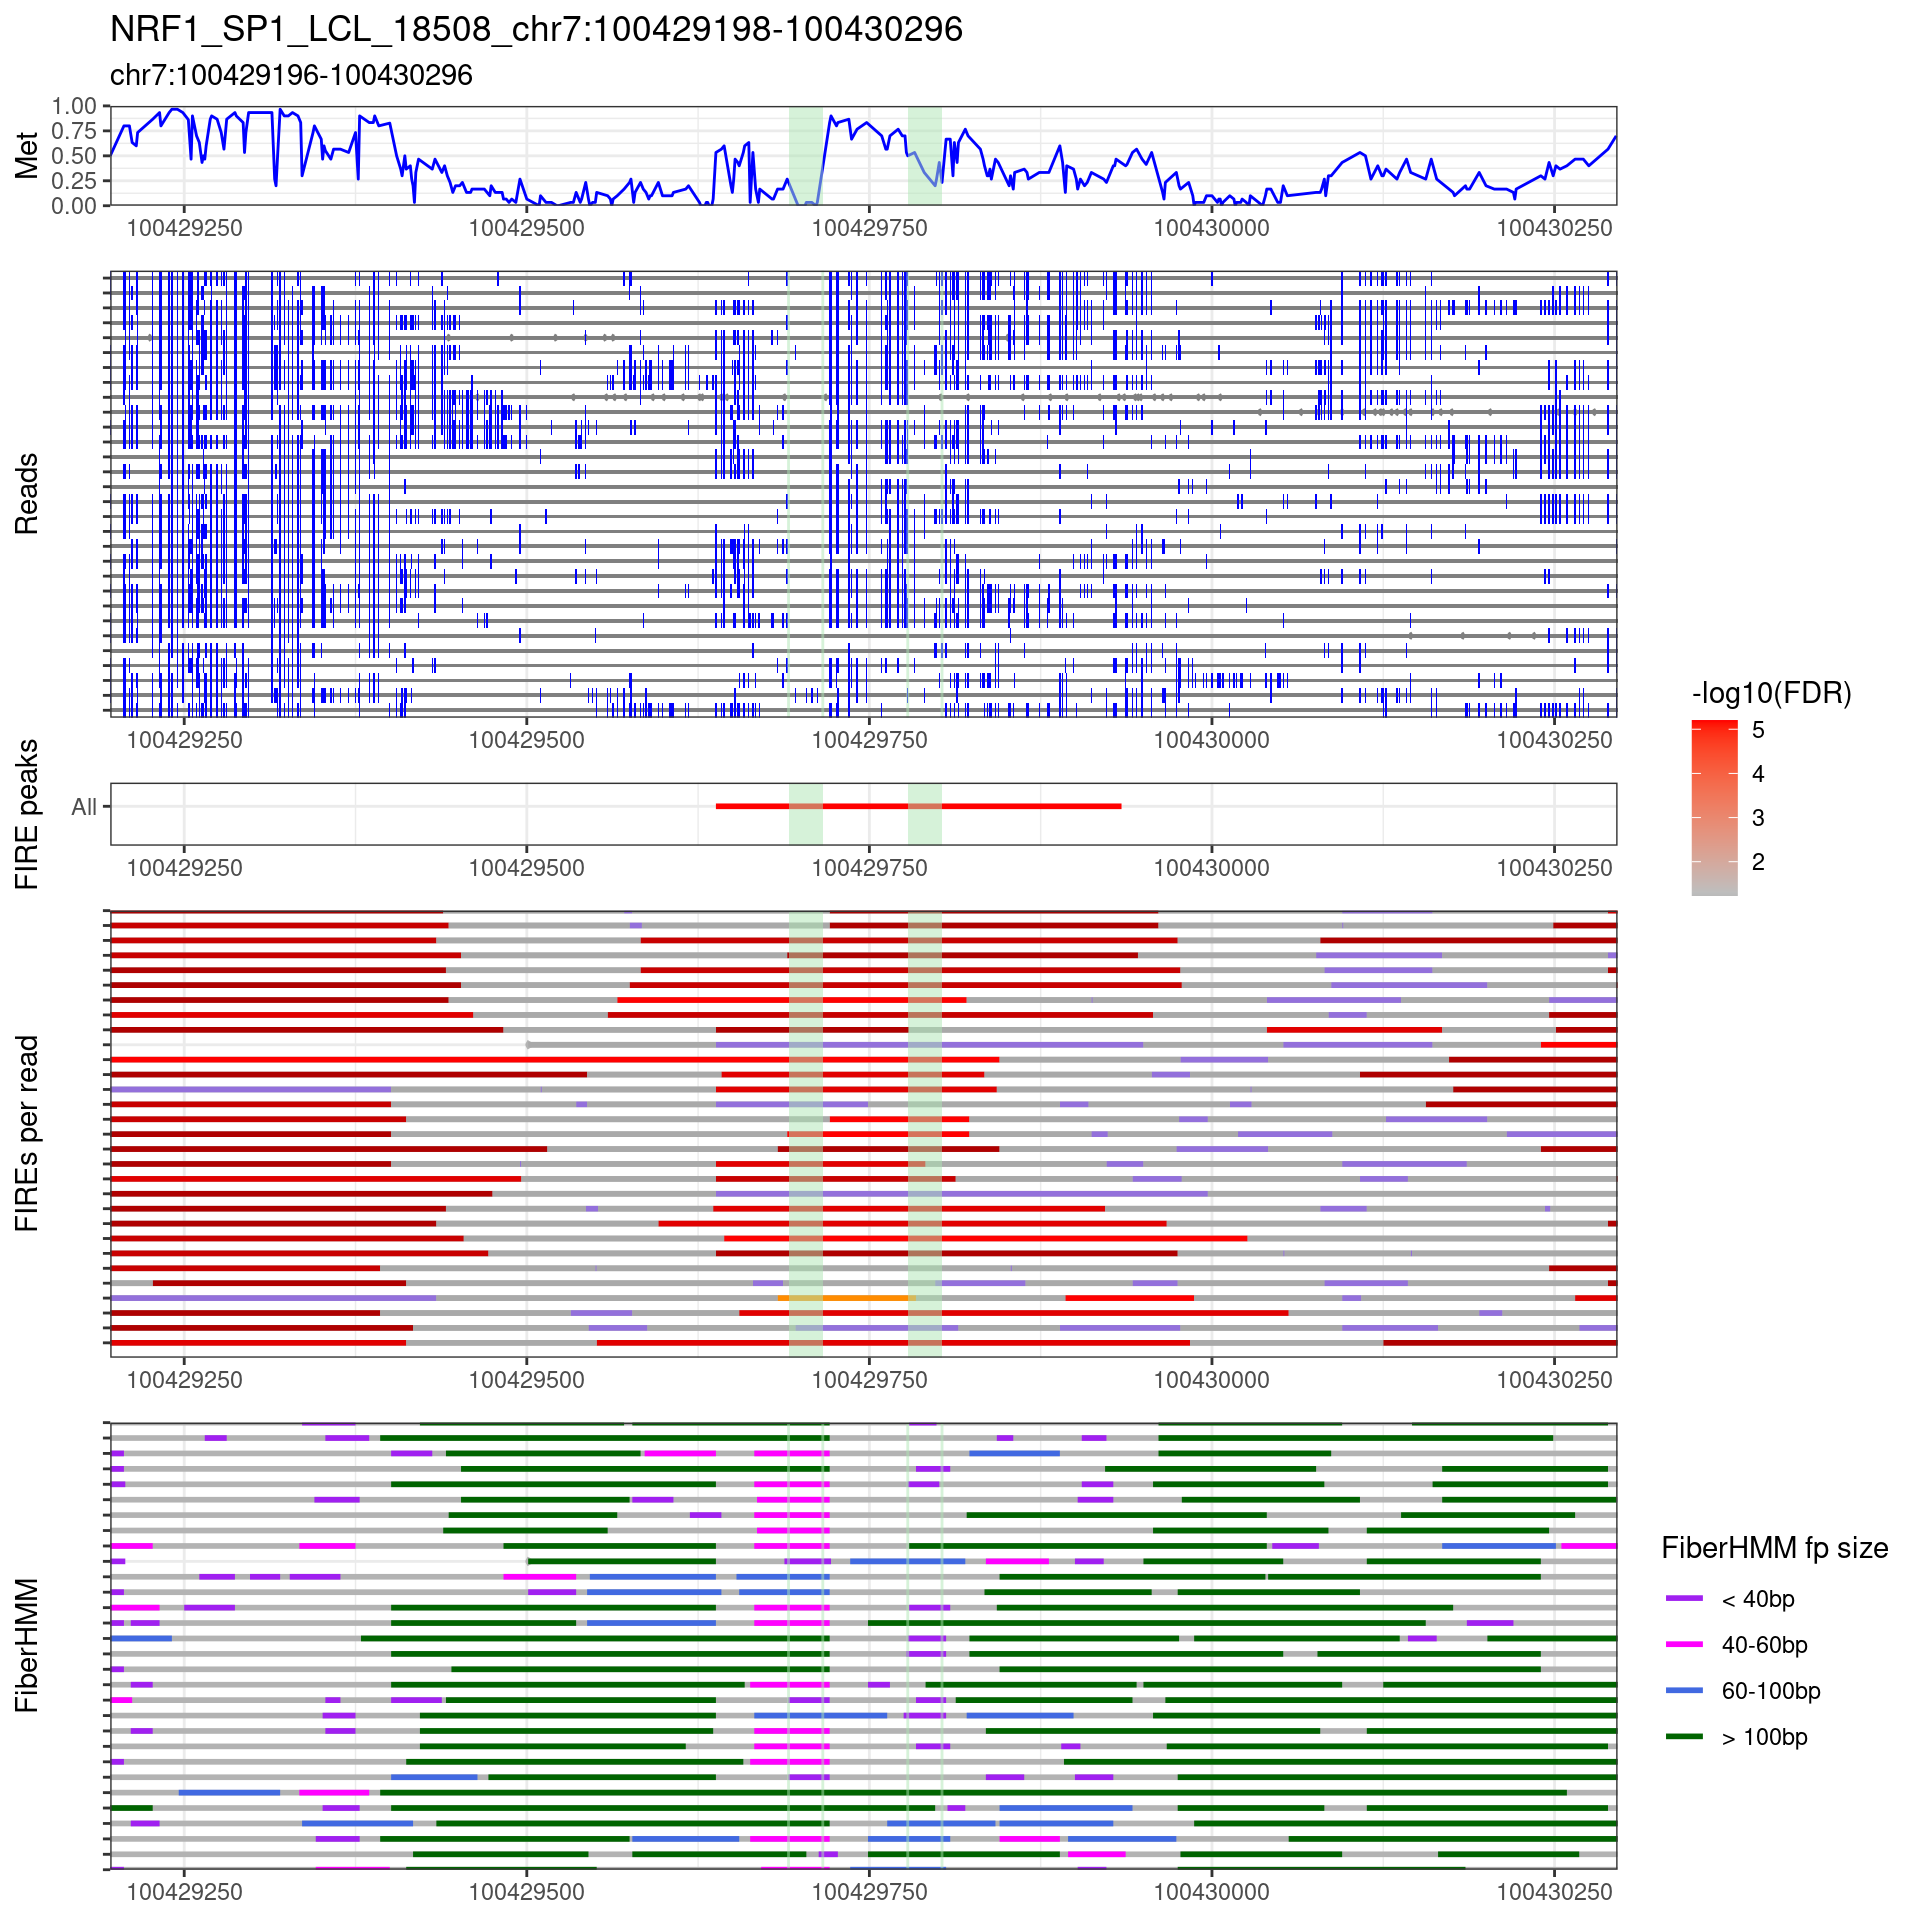 NRF1_SP1_LCL_18508_chr7:100429198-100430296
chr7:100429196-100430296
Met
1.00
0.75
0.50
0.25
0.00
100429250 100429500 100429750 100430000 100430250
Reads
100429250 100429500 100429750 100430000 100430250
FIRE peaks
All
100429250 100429500 100429750 100430000 100430250
-log10(FDR)
5
4
3
2
FIREs per read
100429250 100429500 100429750 100430000 100430250
FiberHMM
100429250 100429500 100429750 100430000 100430250
FiberHMM fp size
< 40bp
40-60bp
60-100bp
> 100bp